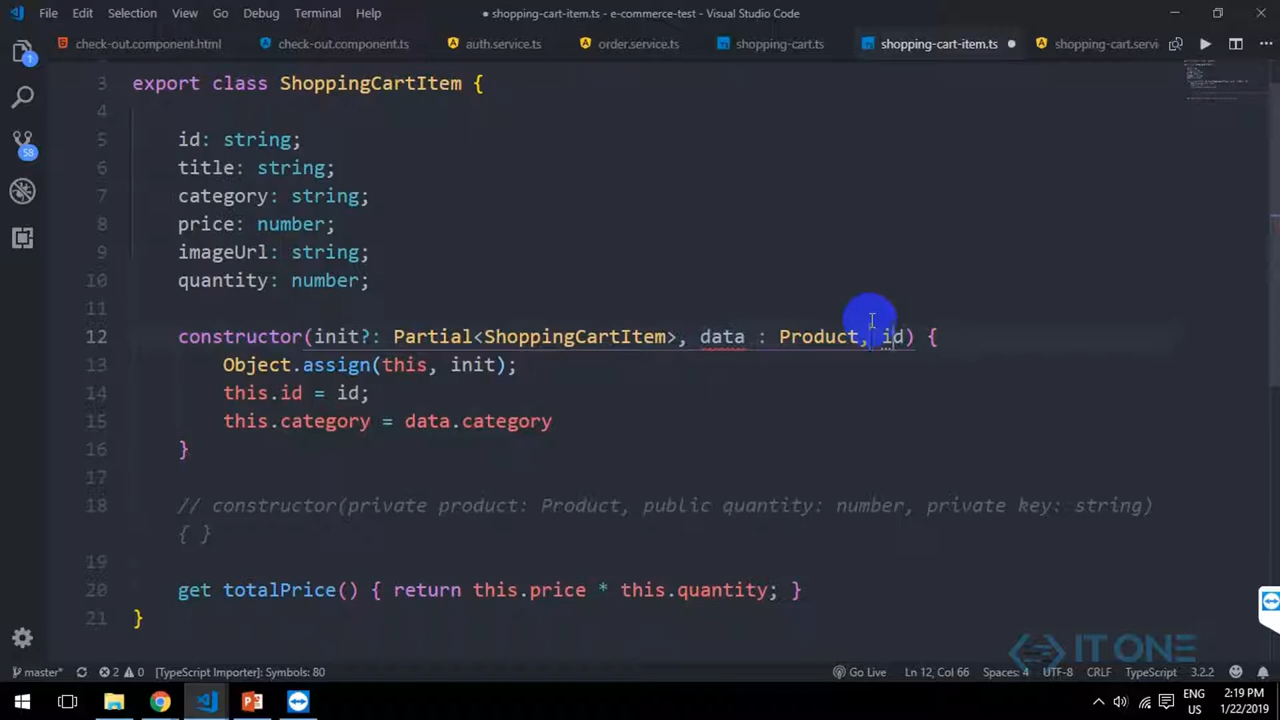 File Edit Selection View Go Debug Terminal Help ● shopping-cart-item.ts - e-commerce-test - Visual Studio Code
check-out.component.html check-out.component.ts auth.service.ts order.service.ts shopping-cart.ts shopping-cart-item.ts ● shopping-cart.servi
1
58
3 export class ShoppingCartItem {
4
5 id: string;
6 title: string;
7 category: string;
8 price: number;
9 imageUrl: string;
10 quantity: number;
11
12 constructor(init?: Partial<ShoppingCartItem>, data : Product, id) {
13 Object.assign(this, init);
14 this.id = id;
15 this.category = data.category
16 }
17
18 // constructor(private product: Product, public quantity: number, private key: string)
{ }
19
20 get totalPrice() { return this.price * this.quantity; }
21 }
IT ONE
master* 2 0 [TypeScript Importer]: Symbols: 80 Go Live Ln 12, Col 66 Spaces: 4 UTF-8 CRLF TypeScript 3.2.2
ENG 2:19 PM
US 1/22/2019